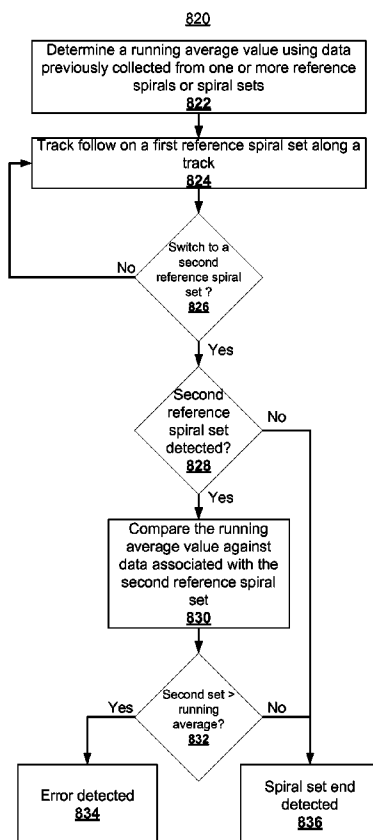 820
Determine a running average value using data
previously collected from one or more reference
spirals or spiral sets
822
Track follow on a first reference spiral set along a
track
824
Switch to a
second
reference spiral
set ?
826
No
Yes
Second
reference
spiral set
detected?
828
No
Yes
Compare the running
average value against
data associated with the
second reference spiral
set
830
Second set >
running
average?
832
Yes
No
Error detected
834
Spiral set end
detected
836